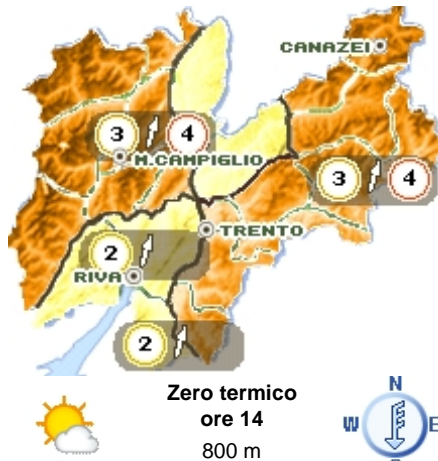 CANAZEI
3 4
M.CAMPIGLIO
3 4
TRENTO
2
RIVA
2
Zero termico
ore 14
800 m
N
W E